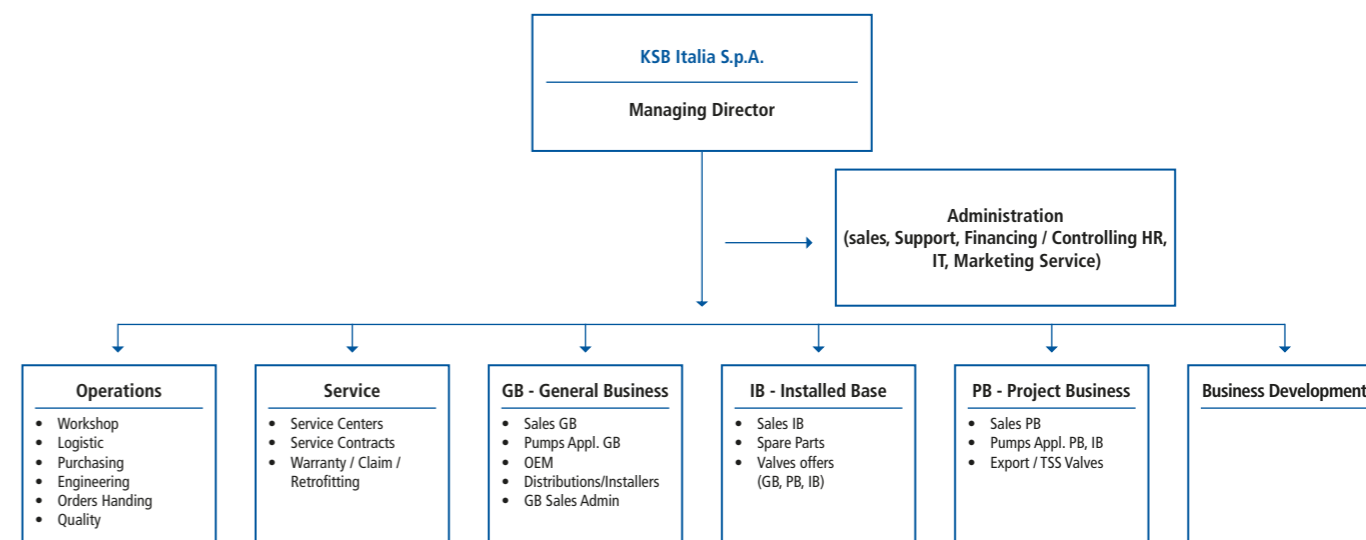 KSB Italia S.p.A.
Managing Director
Administration
(sales, Support, Financing / Controlling HR,
IT, Marketing Service)
Operations
• Workshop
• Logistic
• Purchasing
• Engineering
• Orders Handing
• Quality
Service
• Service Centers
• Service Contracts
• Warranty / Claim /
Retrofitting
GB - General Business
• Sales GB
• Pumps Appl. GB
• OEM
• Distributions/Installers
• GB Sales Admin
IB - Installed Base
• Sales IB
• Spare Parts
• Valves offers
(GB, PB, IB)
PB - Project Business
• Sales PB
• Pumps Appl. PB, IB
• Export / TSS Valves
Business Development